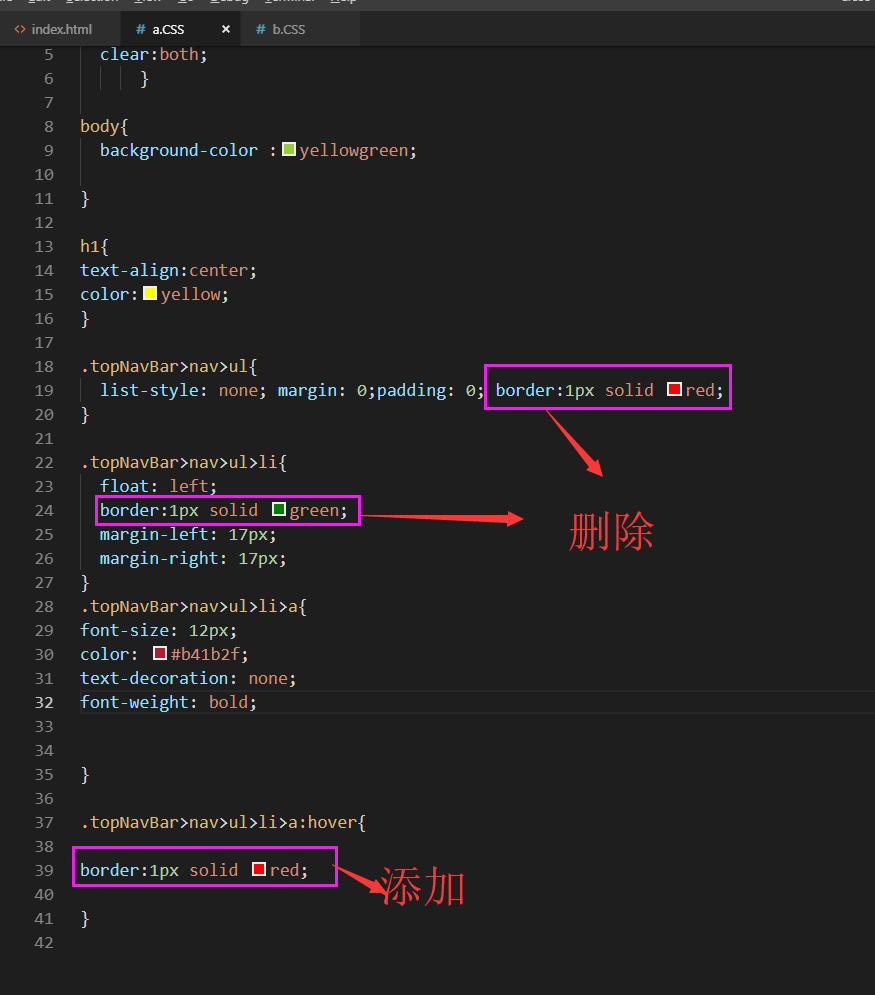 index.html
# a.CSS ×
# b.CSS
5 clear:both;
6 }
7
8 body{
9 background-color :yellowgreen;
10
11 }
12
13 h1{
14 text-align:center;
15 color:yellow;
16 }
17
18 .topNavBar>nav>ul{
19 list-style: none; margin: 0;padding: 0; border:1px solid red;
20 }
21
22 .topNavBar>nav>ul>li{
23 float: left;
24 border:1px solid green;
25 margin-left: 17px;
删除
26 margin-right: 17px;
27 }
28 .topNavBar>nav>ul>li>a{
29 font-size: 12px;
30 color: #b41b2f;
31 text-decoration: none;
32 font-weight: bold;
33
34
35 }
36
37 .topNavBar>nav>ul>li>a:hover{
38
39 border:1px solid red;
添加
40
41 }
42